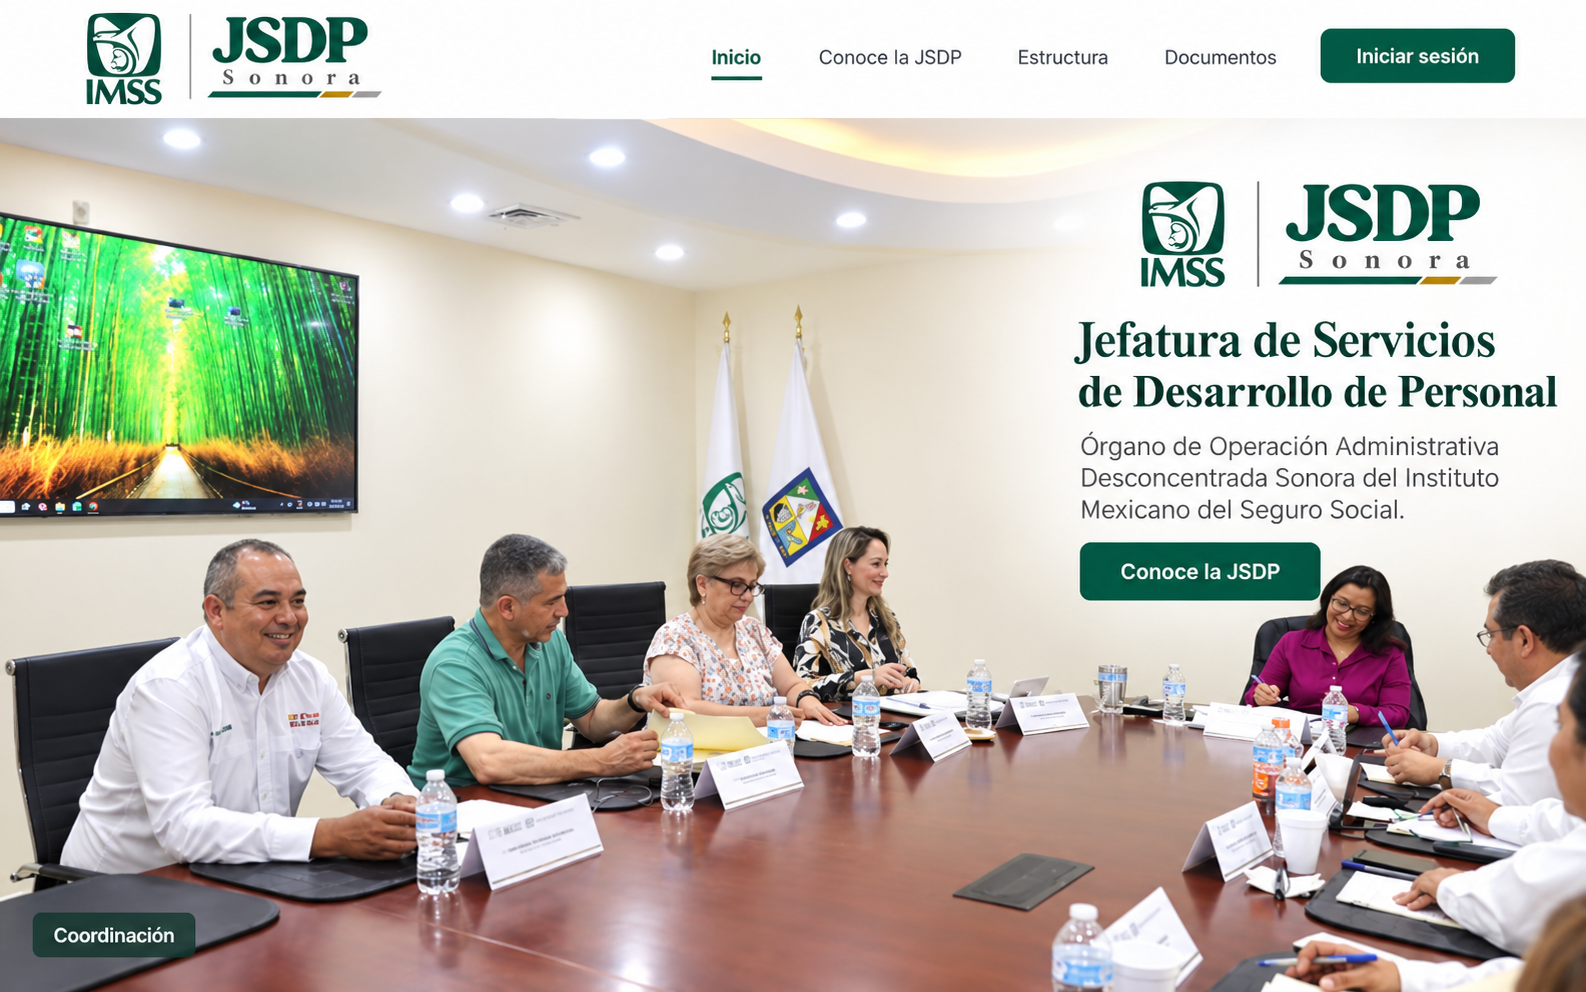 IMSS
JSDP
Sonora
Inicio
Conoce la JSDP
Estructura
Documentos
Iniciar sesión
IMSS
JSDP
Sonora
Jefatura de Servicios
de Desarrollo de Personal
Órgano de Operación Administrativa
Desconcentrada Sonora del Instituto
Mexicano del Seguro Social.
Conoce la JSDP
Coordinación